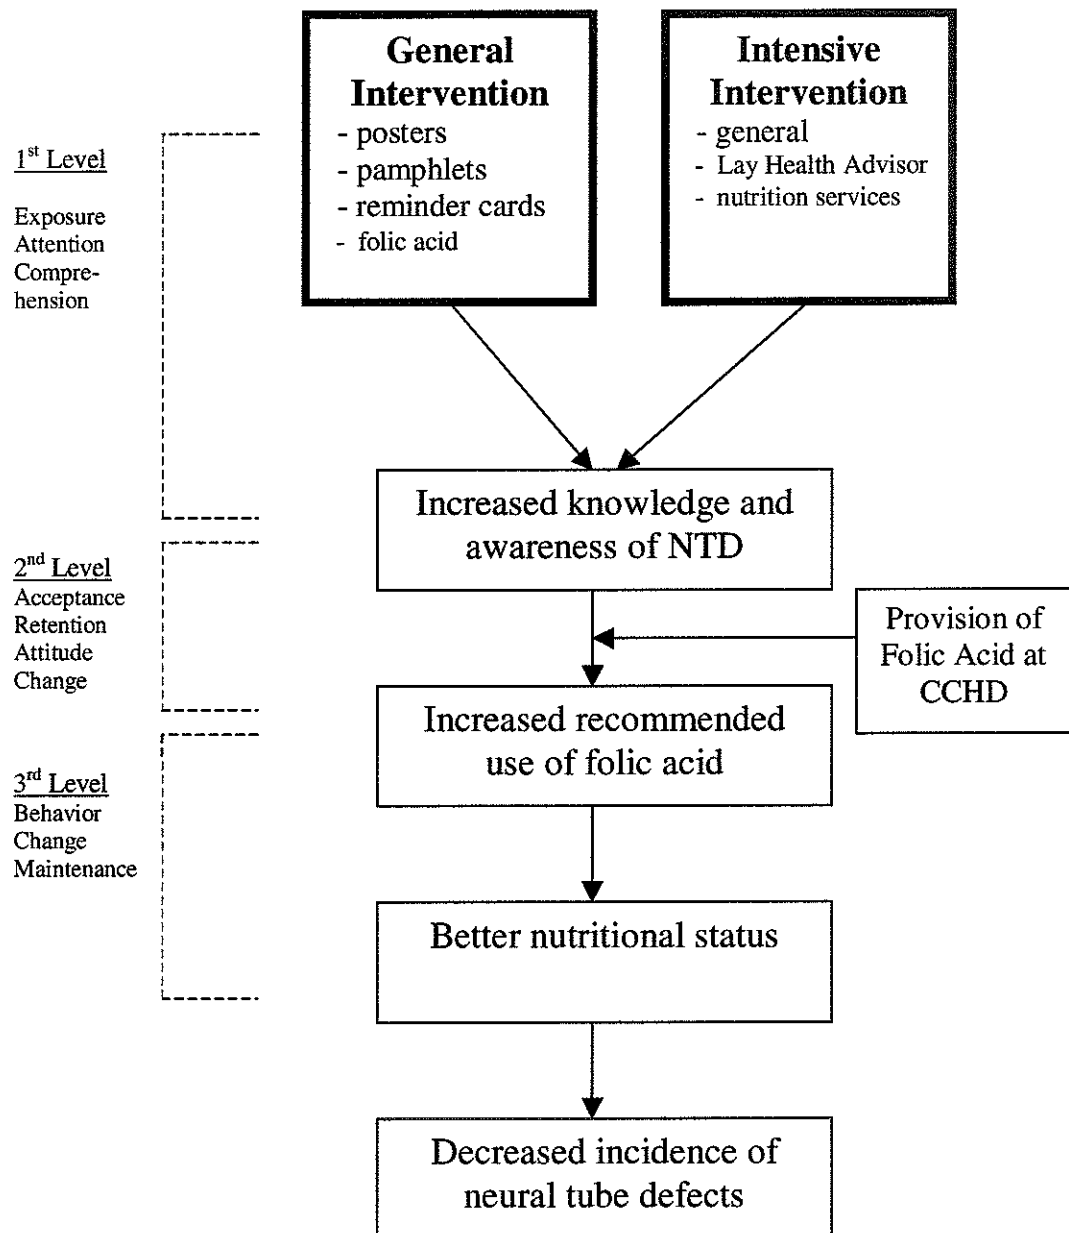 General
Intervention
- posters
- pamphlets
- reminder cards
- folic acid
Intensive
Intervention
- general
- Lay Health Advisor
- nutrition services
1st Level
Exposure
Attention
Compre-
hension
Increased knowledge and
awareness of NTD
2nd Level
Acceptance
Retention
Attitude
Change
Provision of
Folic Acid at
CCHD
Increased recommended
use of folic acid
3rd Level
Behavior
Change
Maintenance
Better nutritional status
Decreased incidence of
neural tube defects